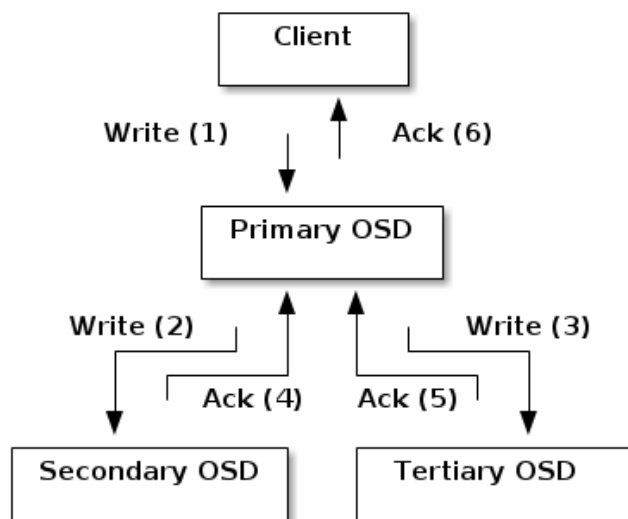 Client
Write (1)
Ack (6)
Primary OSD
Write (2)
Write (3)
Ack (4)
Ack (5)
Secondary OSD
Tertiary OSD